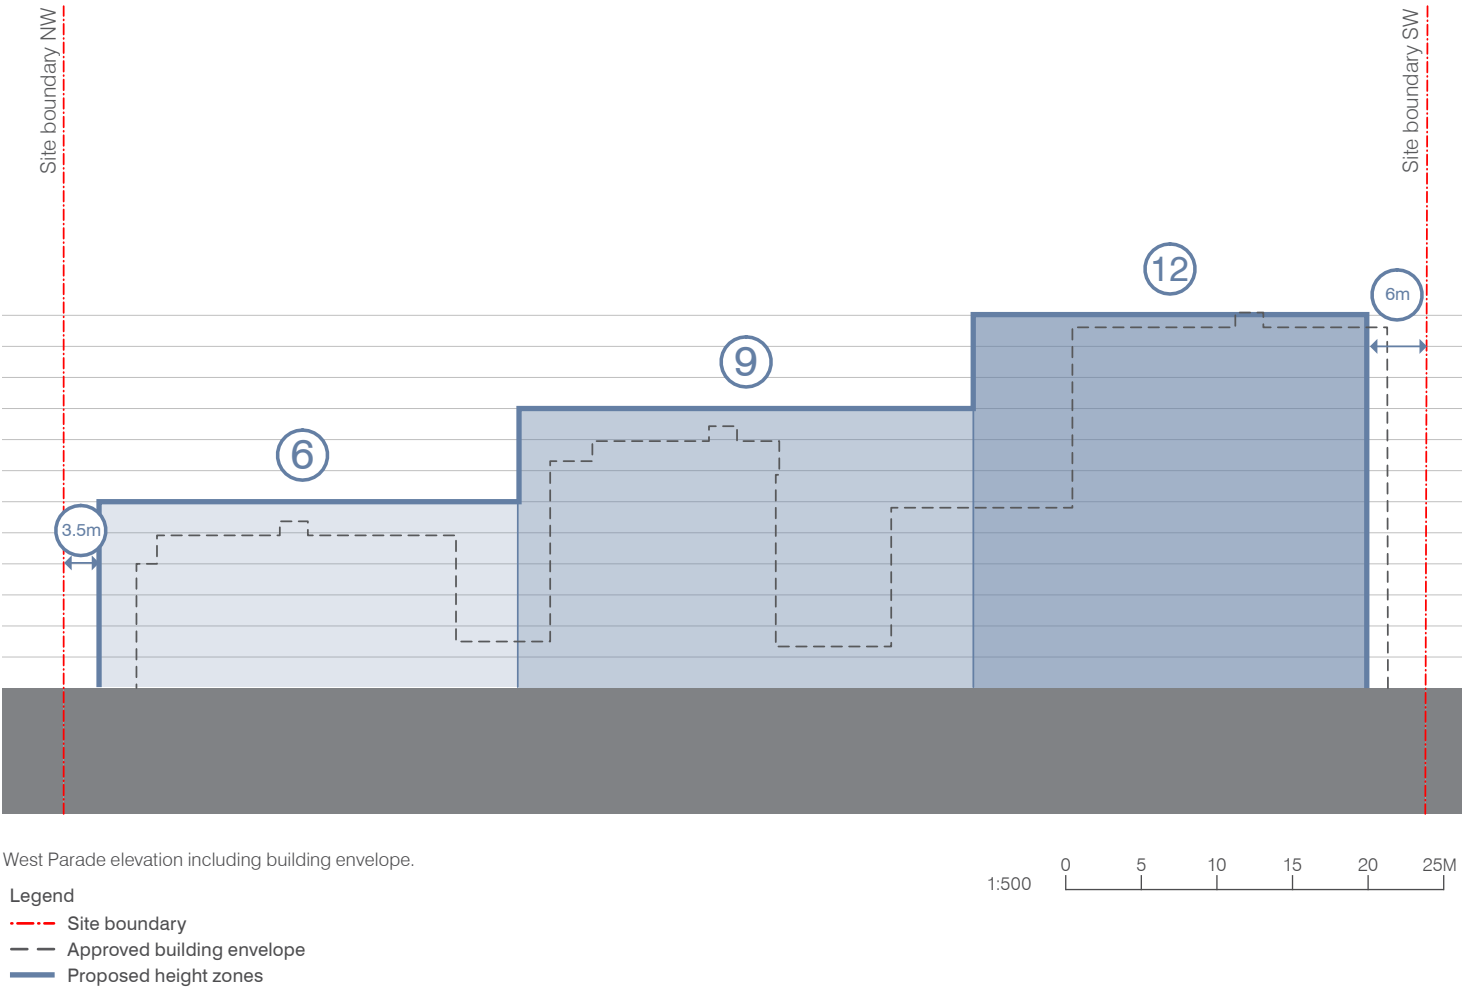 Site boundary NW
Site boundary SW
12
6m
9
6
3.5m
West Parade elevation including building envelope.
Legend
Site boundary
Approved building envelope
Proposed height zones
1:500
0 5 10 15 20 25M